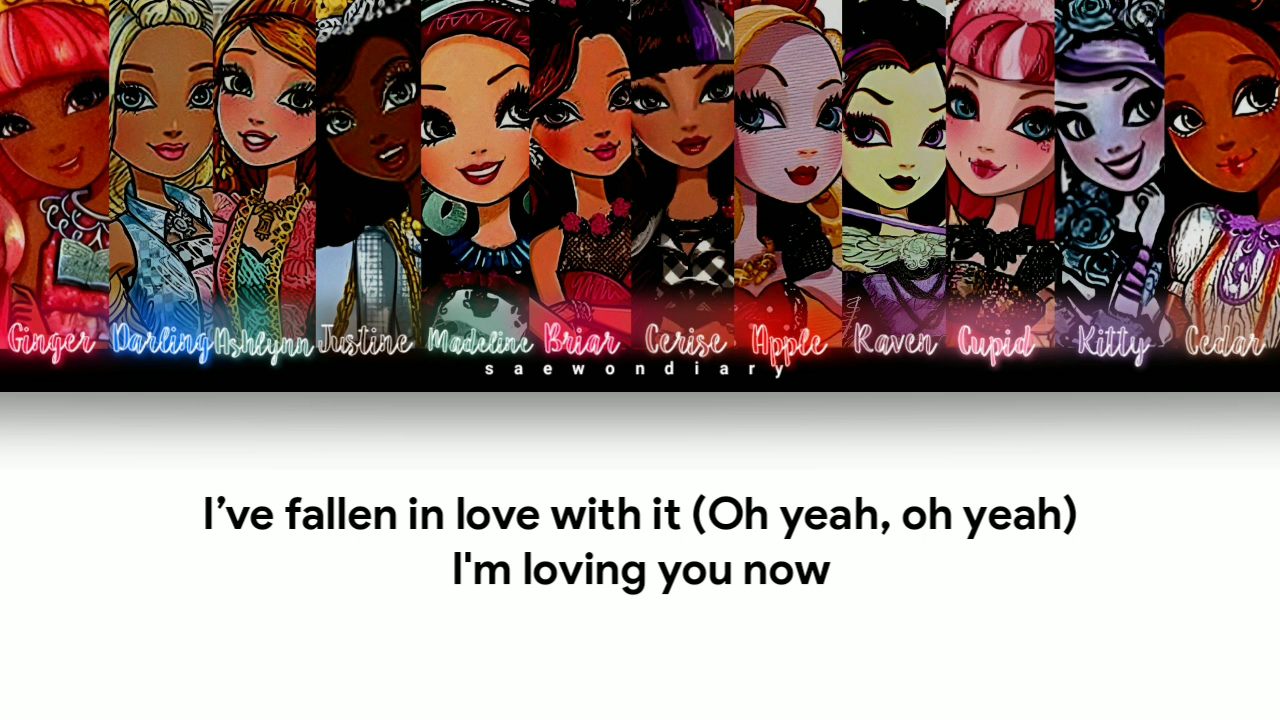 Ginger Darling Ashlynn Justine Madeline Briar Cerise Apple Raven Cupid Kitty Cedar
saewondiary
I’ve fallen in love with it (Oh yeah, oh yeah)
I'm loving you now